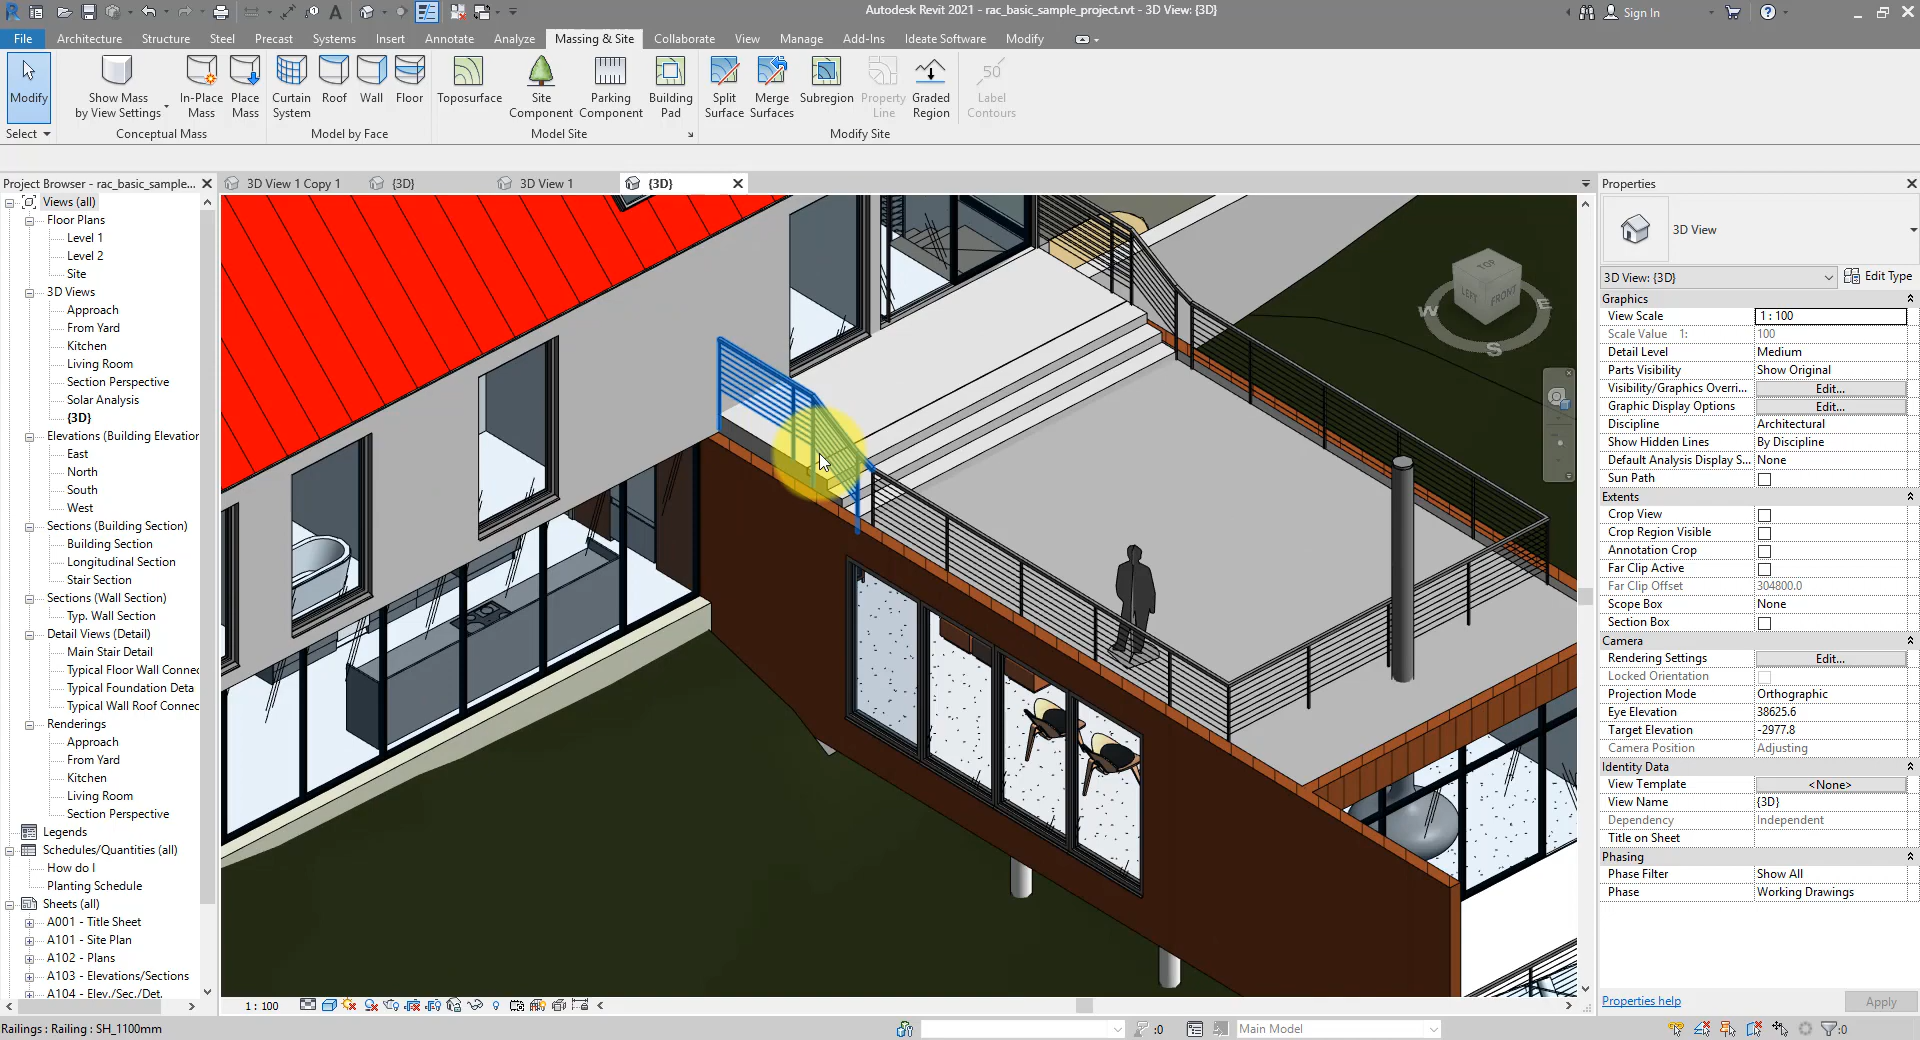 Autodesk Revit 2021 - rac_basic_sample_project.rvt - 3D View: {3D}
Sign In
File Architecture Structure Steel Precast Systems Insert Annotate Analyze Massing & Site Collaborate View Manage Add-Ins Ideate Software Modify
Modify
Show Mass
by View Settings
In-Place
Mass
Place
Mass
Curtain
System
Roof
Wall
Floor
Toposurface
Site
Component
Parking
Component
Building
Pad
Split
Surface
Merge
Surfaces
Subregion
Property
Line
Graded
Region
50
Label
Contours
Select
Conceptual Mass
Model by Face
Model Site
Modify Site
Project Browser - rac_basic_sample...
Views (all)
Floor Plans
Level 1
Level 2
Site
3D Views
Approach
From Yard
Kitchen
Living Room
Section Perspective
Solar Analysis
{3D}
Elevations (Building Elevation
East
North
South
West
Sections (Building Section)
Building Section
Longitudinal Section
Stair Section
Sections (Wall Section)
Typ. Wall Section
Detail Views (Detail)
Main Stair Detail
Typical Floor Wall Connec
Typical Foundation Deta
Typical Wall Roof Connec
Renderings
Approach
From Yard
Kitchen
Living Room
Section Perspective
Legends
Schedules/Quantities (all)
How do I
Planting Schedule
Sheets (all)
A001 - Title Sheet
A101 - Site Plan
A102 - Plans
A103 - Elevations/Sections
A104 - Elev./Sec./Det.
3D View 1 Copy 1
{3D}
3D View 1
{3D}
TOP
LEFT
FRONT
W
E
S
1 : 100
Properties
3D View
3D View: {3D}
Edit Type
Graphics
View Scale 1 : 100
Scale Value 1: 100
Detail Level Medium
Parts Visibility Show Original
Visibility/Graphics Overri... Edit...
Graphic Display Options Edit...
Discipline Architectural
Show Hidden Lines By Discipline
Default Analysis Display S... None
Sun Path
Extents
Crop View
Crop Region Visible
Annotation Crop
Far Clip Active
Far Clip Offset 304800.0
Scope Box None
Section Box
Camera
Rendering Settings Edit...
Locked Orientation
Projection Mode Orthographic
Eye Elevation 38625.6
Target Elevation -2977.8
Camera Position Adjusting
Identity Data
View Template <None>
View Name {3D}
Dependency Independent
Title on Sheet
Phasing
Phase Filter Show All
Phase Working Drawings
Properties help
Apply
Railings : Railing : SH_1100mm
:0
Main Model
:0